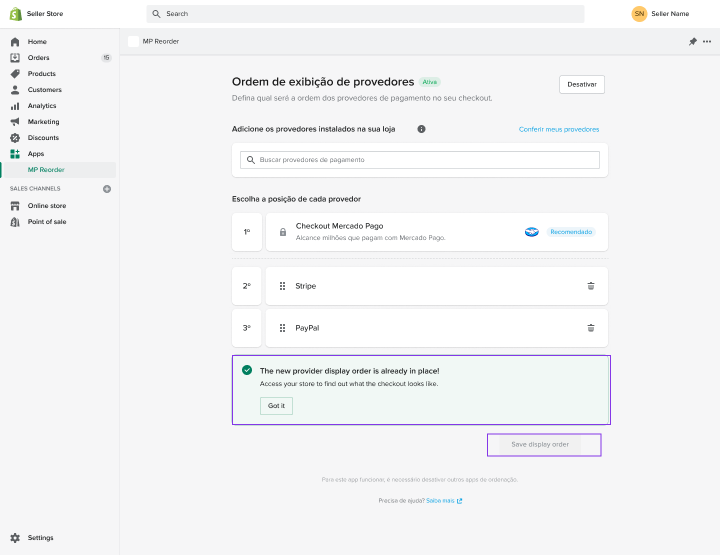 Seller Store
Search
SN
Seller Name
Home
Orders
15
Products
Customers
Analytics
Marketing
Discounts
Apps
MP Reorder
SALES CHANNELS
Online store
Point of sale
Settings
MP Reorder
Ordem de exibição de provedores
Ativa
Desativar
Defina qual será a ordem dos provedores de pagamento no seu checkout.
Adicione os provedores instalados na sua loja
Conferir meus provedores
Buscar provedores de pagamento
Escolha a posição de cada provedor
1º
Checkout Mercado Pago
Alcance milhões que pagam com Mercado Pago.
Recomendado
2º
Stripe
3º
PayPal
The new provider display order is already in place!
Access your store to find out what the checkout looks like.
Got it
Save display order
Para este app funcionar, é necessário desativar outros apps de ordenação.
Precisa de ajuda? Saiba mais